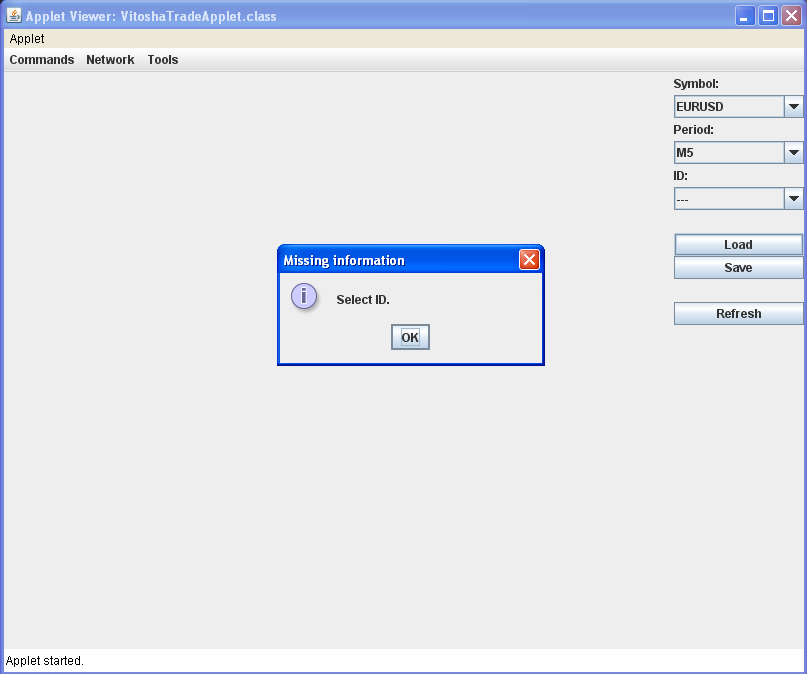 Applet Viewer: VitoshaTradeApplet.class
Applet
Commands Network Tools
Symbol:
EURUSD
Period:
M5
ID:
---
Load
Save
Refresh
Missing information
i
Select ID.
OK
Applet started.